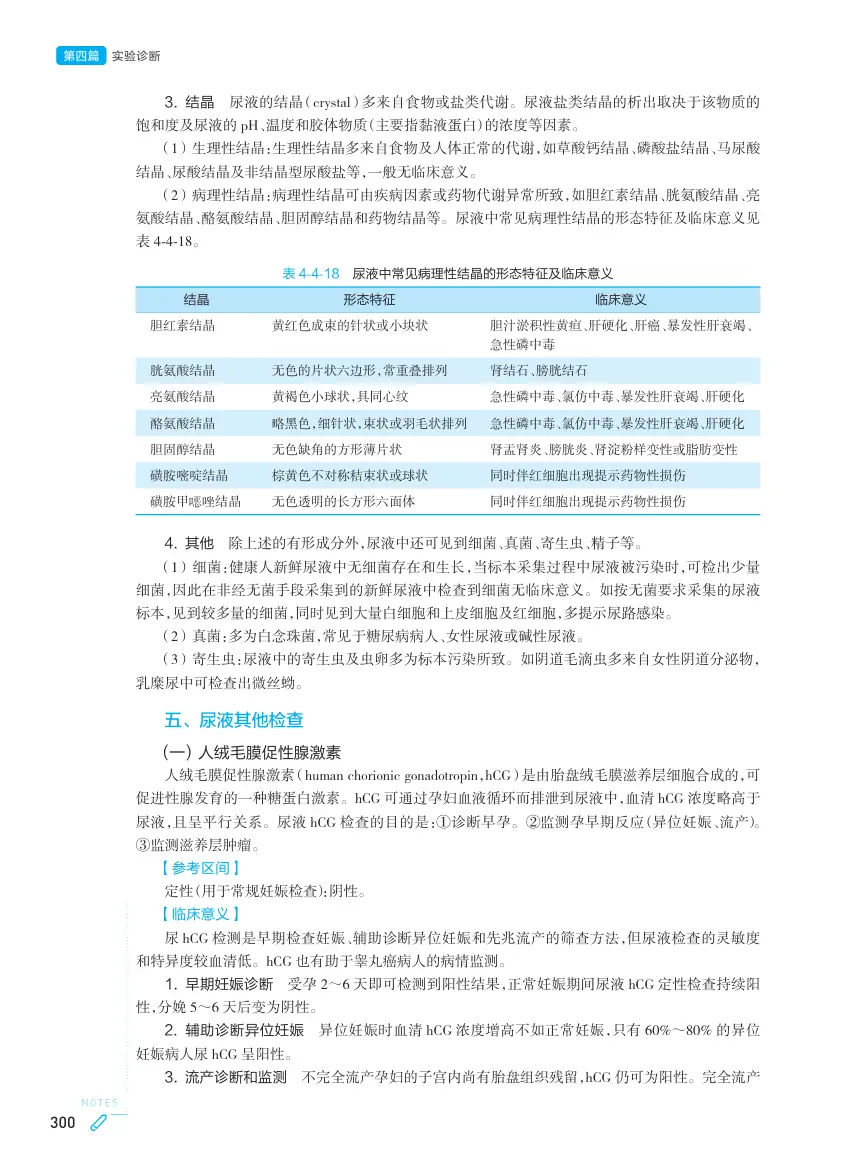 第四篇 实验诊断
3. 结晶 尿液的结晶(crystal)多来自食物或盐类代谢。尿液盐类结晶的析出取决于该物质的
饱和度及尿液的 pH、温度和胶体物质(主要指黏液蛋白)的浓度等因素。
(1)生理性结晶:生理性结晶多来自食物及人体正常的代谢,如草酸钙结晶、磷酸盐结晶、马尿酸
结晶、尿酸结晶及非结晶型尿酸盐等,一般无临床意义。
(2)病理性结晶:病理性结晶可由疾病因素或药物代谢异常所致,如胆红素结晶、胱氨酸结晶、亮
氨酸结晶、酪氨酸结晶、胆固醇结晶和药物结晶等。尿液中常见病理性结晶的形态特征及临床意义见
表 4-4-18。
表 4-4-18 尿液中常见病理性结晶的形态特征及临床意义
结晶 形态特征 临床意义
胆红素结晶 黄红色成束的针状或小块状 胆汁淤积性黄疸、肝硬化、肝癌、暴发性肝衰竭、
急性磷中毒
胱氨酸结晶 无色的片状六边形,常重叠排列 肾结石、膀胱结石
亮氨酸结晶 黄褐色小球状,具同心纹 急性磷中毒、氯仿中毒、暴发性肝衰竭、肝硬化
酪氨酸结晶 略黑色,细针状,束状或羽毛状排列 急性磷中毒、氯仿中毒、暴发性肝衰竭、肝硬化
胆固醇结晶 无色缺角的方形薄片状 肾盂肾炎、膀胱炎、肾淀粉样变性或脂肪变性
磺胺嘧啶结晶 棕黄色不对称秸束状或球状 同时伴红细胞出现提示药物性损伤
磺胺甲噁唑结晶 无色透明的长方形六面体 同时伴红细胞出现提示药物性损伤
4. 其他 除上述的有形成分外,尿液中还可见到细菌、真菌、寄生虫、精子等。
(1)细菌:健康人新鲜尿液中无细菌存在和生长,当标本采集过程中尿液被污染时,可检出少量
细菌,因此在非经无菌手段采集到的新鲜尿液中检查到细菌无临床意义。如按无菌要求采集的尿液
标本,见到较多量的细菌,同时见到大量白细胞和上皮细胞及红细胞,多提示尿路感染。
(2)真菌:多为白念珠菌,常见于糖尿病病人、女性尿液或碱性尿液。
(3)寄生虫:尿液中的寄生虫及虫卵多为标本污染所致。如阴道毛滴虫多来自女性阴道分泌物,
乳糜尿中可检查出微丝蚴。
五、尿液其他检查
(一)人绒毛膜促性腺激素
人绒毛膜促性腺激素(human chorionic gonadotropin,hCG)是由胎盘绒毛膜滋养层细胞合成的,可
促进性腺发育的一种糖蛋白激素。hCG 可通过孕妇血液循环而排泄到尿液中,血清 hCG 浓度略高于
尿液,且呈平行关系。尿液 hCG 检查的目的是:①诊断早孕。②监测孕早期反应(异位妊娠、流产)。
③监测滋养层肿瘤。
【参考区间】
定性(用于常规妊娠检查):阴性。
【临床意义】
尿 hCG 检测是早期检查妊娠、辅助诊断异位妊娠和先兆流产的筛查方法,但尿液检查的灵敏度
和特异度较血清低。hCG 也有助于睾丸癌病人的病情监测。
1. 早期妊娠诊断 受孕 2~6 天即可检测到阳性结果,正常妊娠期间尿液 hCG 定性检查持续阳
性,分娩 5~6 天后变为阴性。
2. 辅助诊断异位妊娠 异位妊娠时血清 hCG 浓度增高不如正常妊娠,只有 60%~80% 的异位
妊娠病人尿 hCG 呈阳性。
3. 流产诊断和监测 不完全流产孕妇的子宫内尚有胎盘组织残留,hCG 仍可为阳性。完全流产
NOTES
300